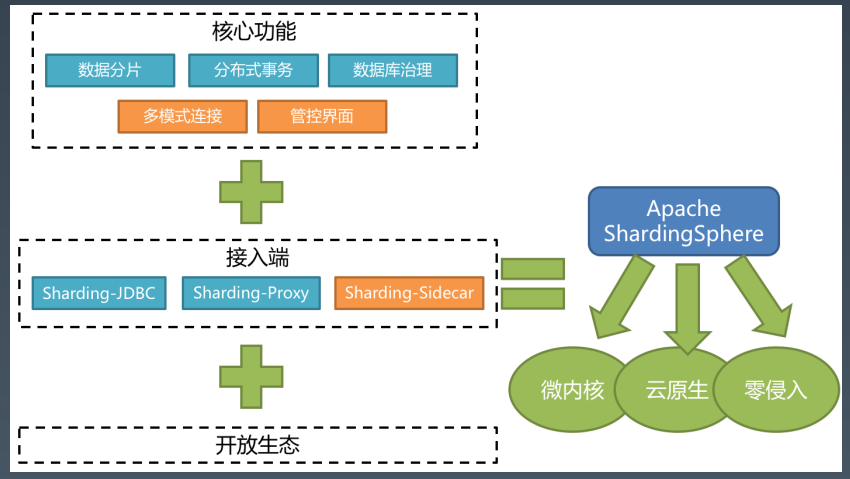 核心功能
数据分片
分布式事务
数据库治理
多模式连接
管控界面
接入端
Sharding-JDBC
Sharding-Proxy
Sharding-Sidecar
开放生态
Apache
ShardingSphere
微内核
云原生
零侵入